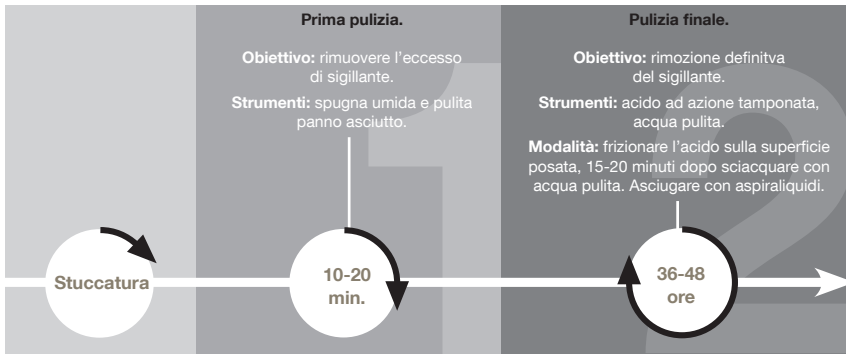 Prima pulizia.
Obiettivo: rimuovere l'eccesso
di sigillante.
Strumenti: spugna umida e pulita
panno asciutto.
Pulizia finale.
Obiettivo: rimozione definitva
del sigillante.
Strumenti: acido ad azione tamponata,
acqua pulita.
Modalità: frizionare l'acido sulla superficie
posata, 15-20 minuti dopo sciacquare con
acqua pulita. Asciugare con aspiraliquidi.
1
2
Stuccatura
10-20
min.
36-48
ore